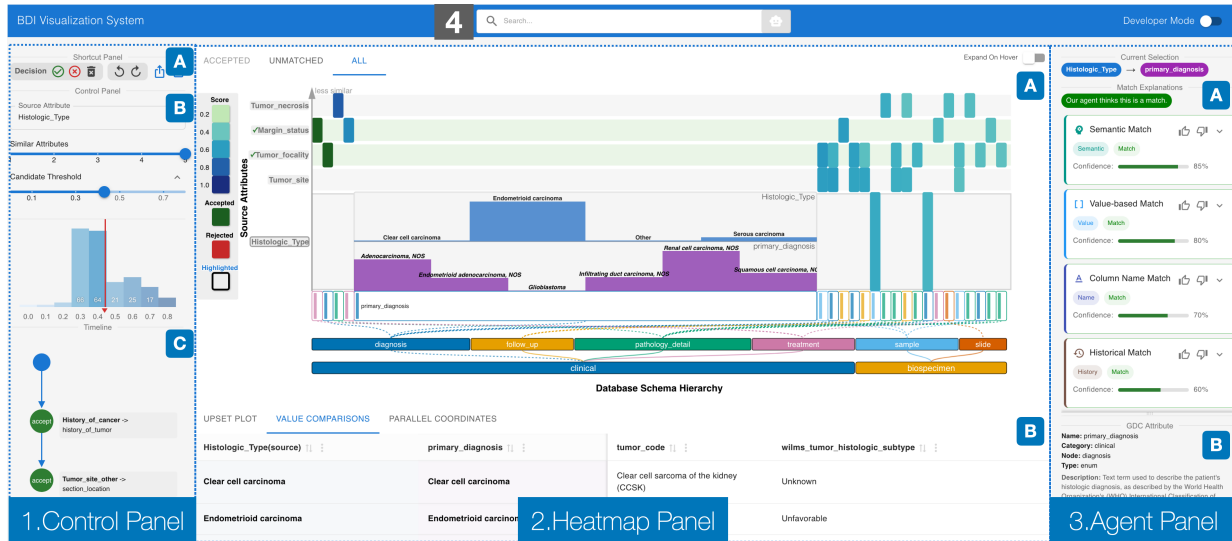 BDI Visualization System
4
Search...
Developer Mode
Shortcut Panel
A
Decision
Control Panel
B
Source Attribute
Histologic_Type
Similar Attributes
1 2 3 4 5
Candidate Threshold
0.1 0.3 0.5 0.7
64 21 25 17
0.0 0.1 0.2 0.3 0.4 0.5 0.6 0.7 0.8
Timeline
C
accept
History_of_cancer ->
history_of_tumor
accept
Tumor_site_other ->
section_location
1.Control Panel
ACCEPTED UNMATCHED ALL
Expand On Hover
A
Score
0.2
0.4
0.6
0.8
1.0
Accepted
Rejected
Highlighted
Source Attributes
less similar
Tumor_necrosis
✓Margin_status
✓Tumor_focality
Tumor_site
Histologic_Type
Histologic_Type
Endometrioid carcinoma
Clear cell carcinoma
Other
Serous carcinoma
primary_diagnosis
Adenocarcinoma, NOS
Endometrioid adenocarcinoma, NOS
Glioblastoma
Infiltrating duct carcinoma, NOS
Renal cell carcinoma, NOS
Squamous cell carcinoma, NO
primary_diagnosis
diagnosis follow_up pathology_detail treatment sample slide
clinical biospecimen
Database Schema Hierarchy
UPSET PLOT VALUE COMPARISONS PARALLEL COORDINATES
B
Histologic_Type(source) primary_diagnosis tumor_code wilms_tumor_histologic_subtype
Clear cell carcinoma Clear cell carcinoma Clear cell sarcoma of the kidney
(CCSK) Unknown
Endometrioid carcinoma Endometrioid carcinon Unfavorable
2.Heatmap Panel
Current Selection
Histologic_Type → primary_diagnosis
Match Explanations
A
Our agent thinks this is a match.
Semantic Match
Semantic Match
Confidence: 85%
Value-based Match
Value Match
Confidence: 80%
Column Name Match
Name Match
Confidence: 70%
Historical Match
History Match
Confidence: 60%
GDC Attribute
B
Name: primary_diagnosis
Category: clinical
Node: diagnosis
Type: enum
Description: Text term used to describe the patient's
histologic diagnosis, as described by the World Health
Organization's (WHO) International Classification of
3.Agent Panel